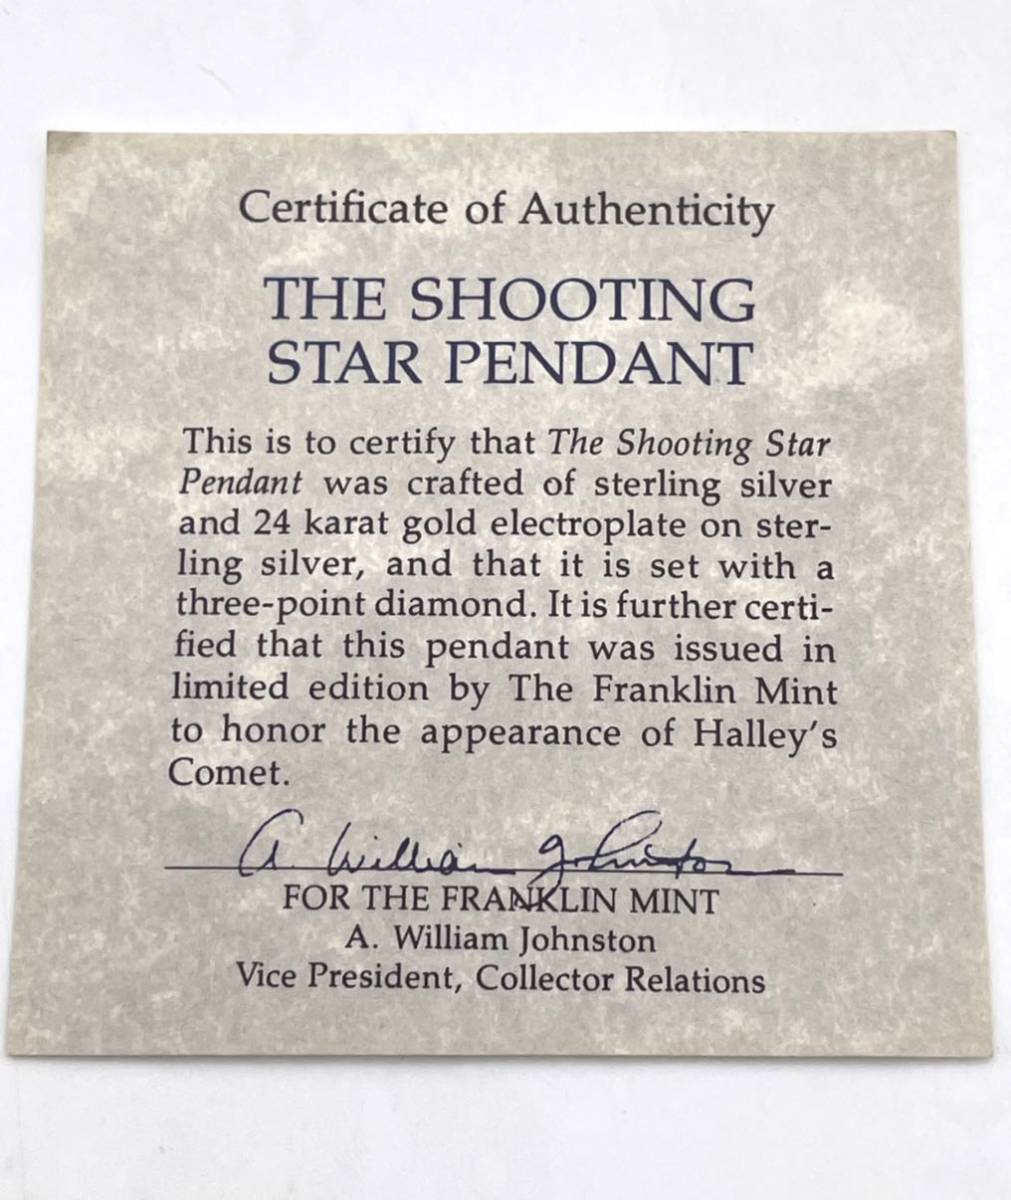 Certificate of Authenticity
THE SHOOTING
STAR PENDANT
This is to certify that The Shooting Star
Pendant was crafted of sterling silver
and 24 karat gold electroplate on ster-
ling silver, and that it is set with a
three-point diamond. It is further certi-
fied that this pendant was issued in
limited edition by The Franklin Mint
to honor the appearance of Halley's
Comet.
A. William Johnston
FOR THE FRANKLIN MINT
A. William Johnston
Vice President, Collector Relations